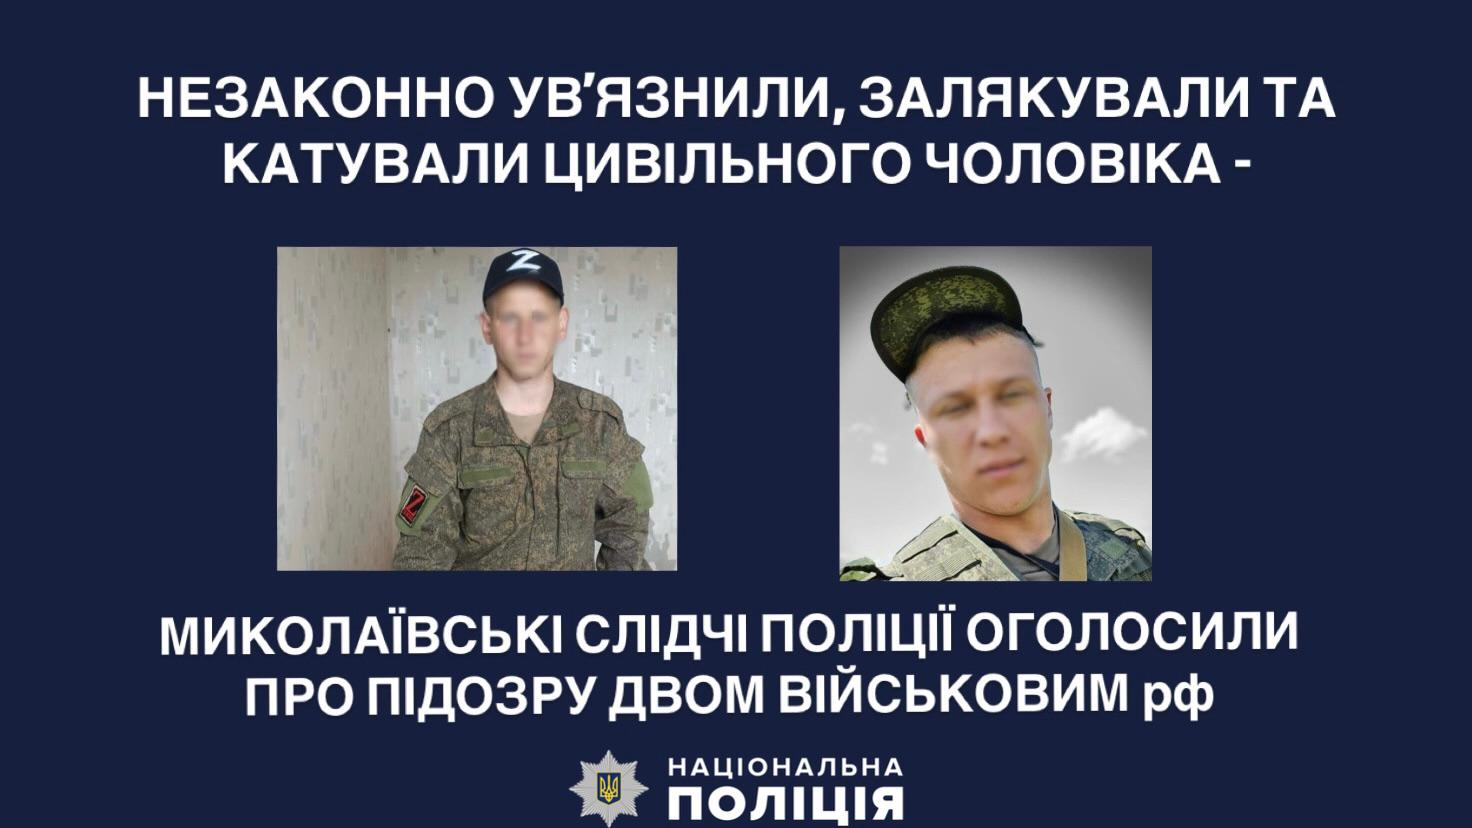 НЕЗАКОННО УВ'ЯЗНИЛИ, ЗАЛЯКУВАЛИ ТА
КАТУВАЛИ ЦИВІЛЬНОГО ЧОЛОВІКА -
Z
Z
МИКОЛАЇВСЬКІ СЛІДЧІ ПОЛІЦІЇ ОГОЛОСИЛИ
ПРО ПІДОЗРУ ДВОМ ВІЙСЬКОВИМ рф
НАЦІОНАЛЬНА
ПОЛІЦІЯ